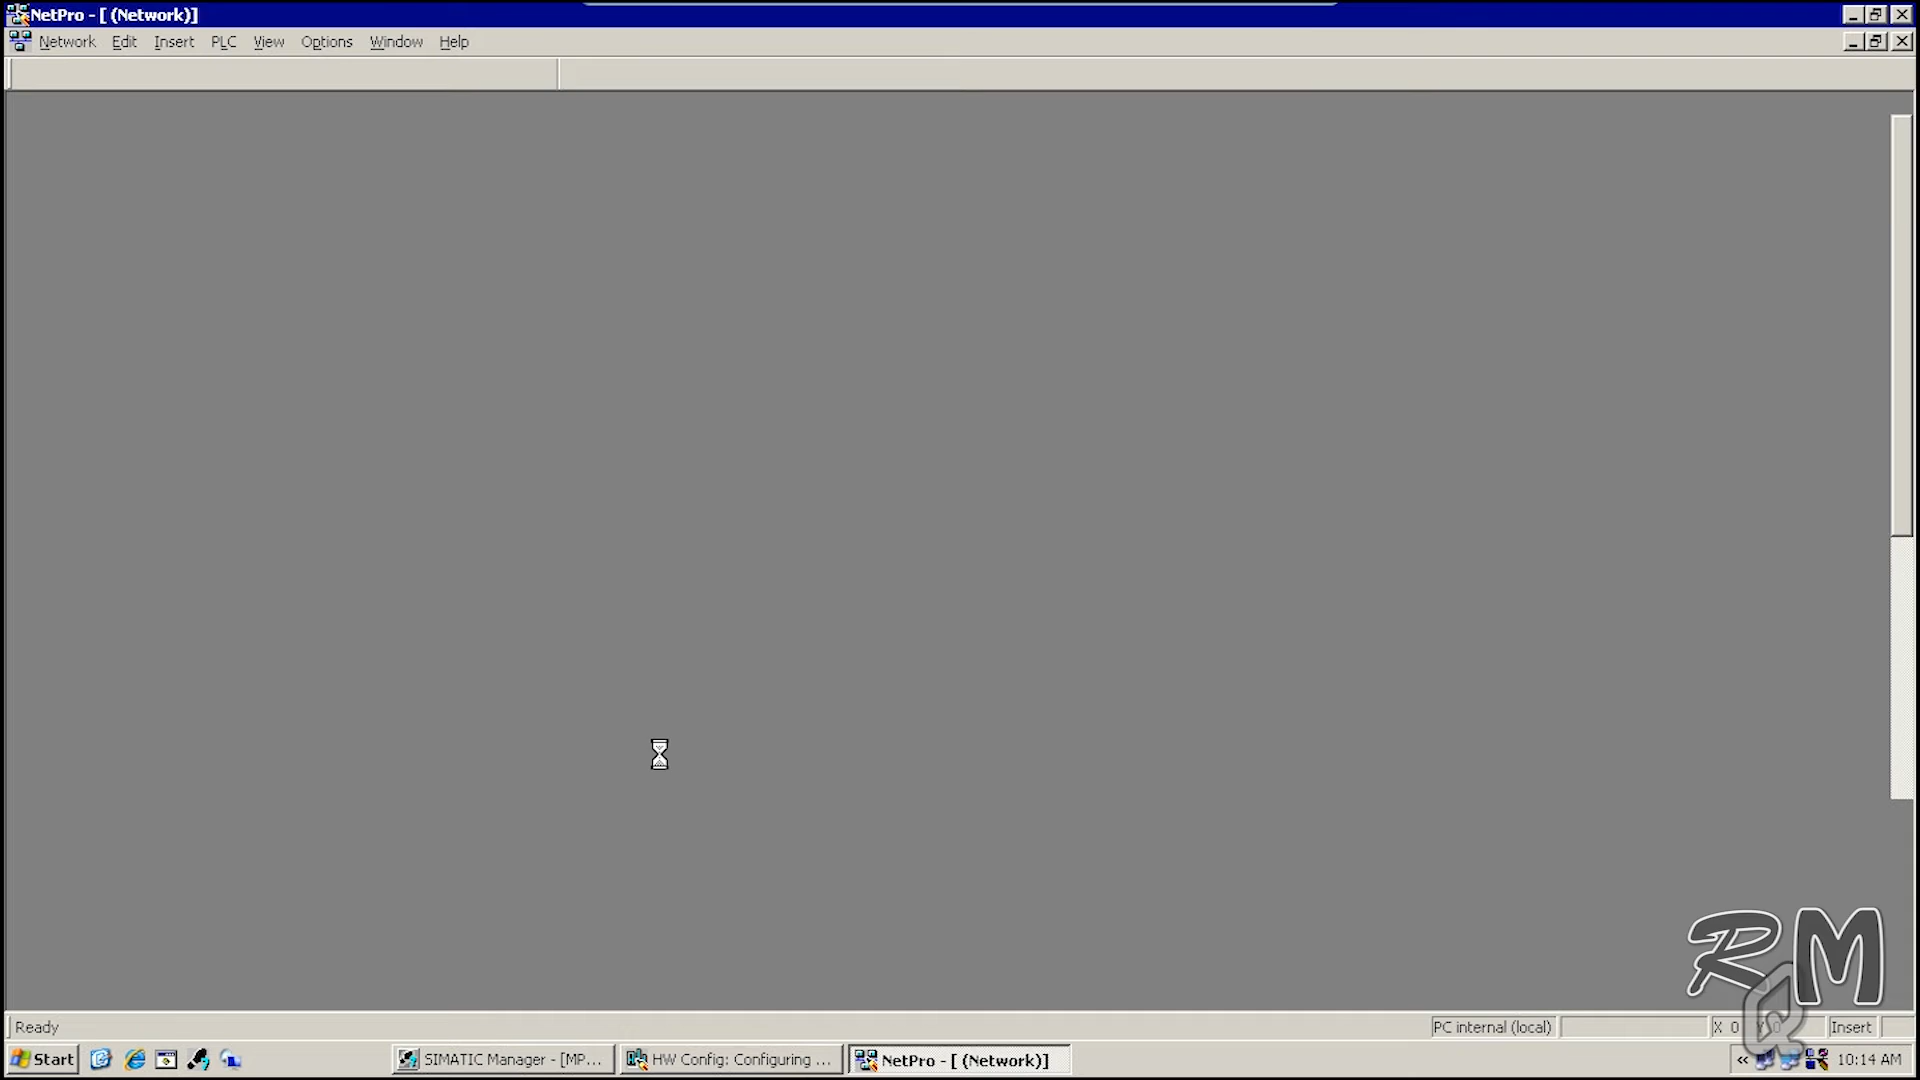 NetPro - [ (Network)]
Network Edit Insert PLC View Options Window Help
RM
Ready
PC internal (local)
X 0
Insert
Start
SIMATIC Manager - [MP...
HW Config: Configuring ...
NetPro - [ (Network)]
10:14 AM